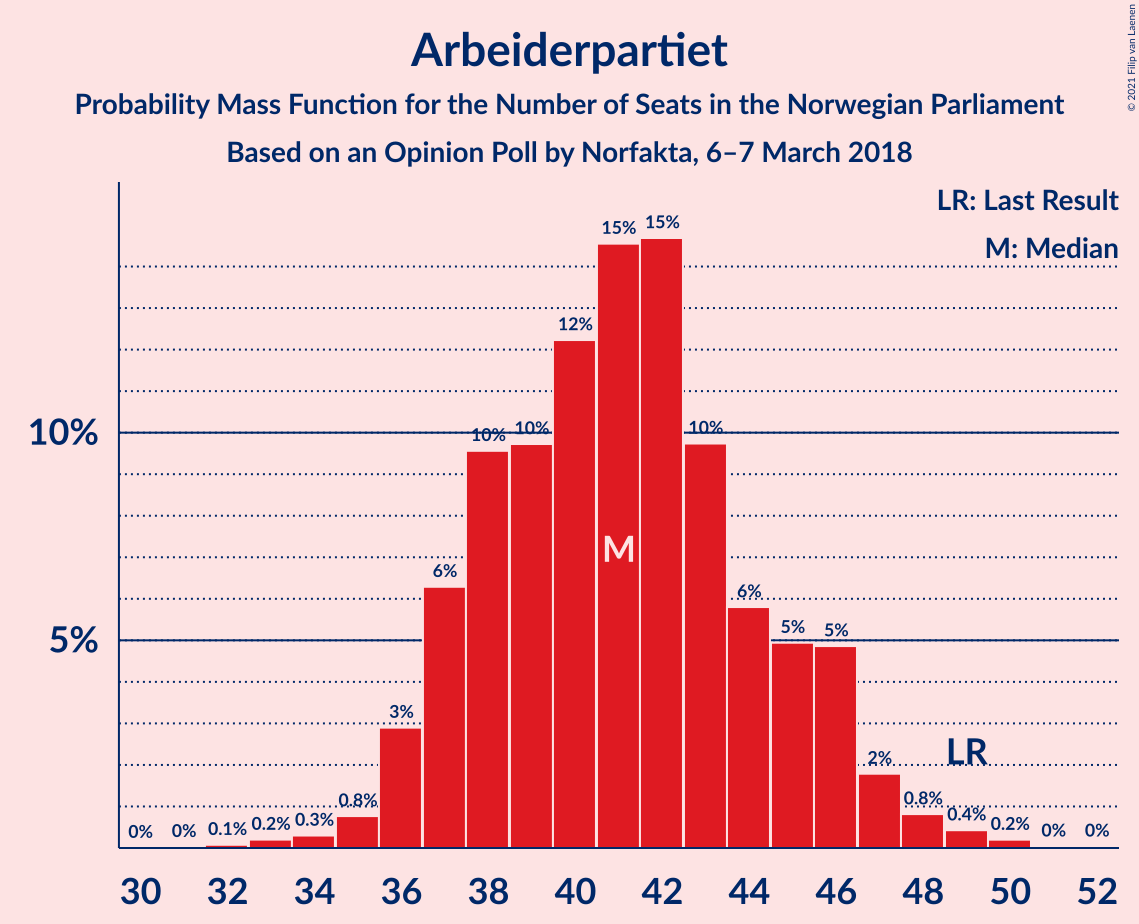 Arbeiderpartiet
Probability Mass Function for the Number of Seats in the Norwegian Parliament
Based on an Opinion Poll by Norfakta, 6–7 March 2018
© 2021 Filip van Laenen
LR: Last Result
M: Median
10%
5%
0%
0%
0.1%
0.2%
0.3%
0.8%
3%
6%
10%
10%
12%
15%
15%
10%
6%
5%
5%
2%
0.8%
0.4%
0.2%
0%
0%
M
LR
30 32 34 36 38 40 42 44 46 48 50 52